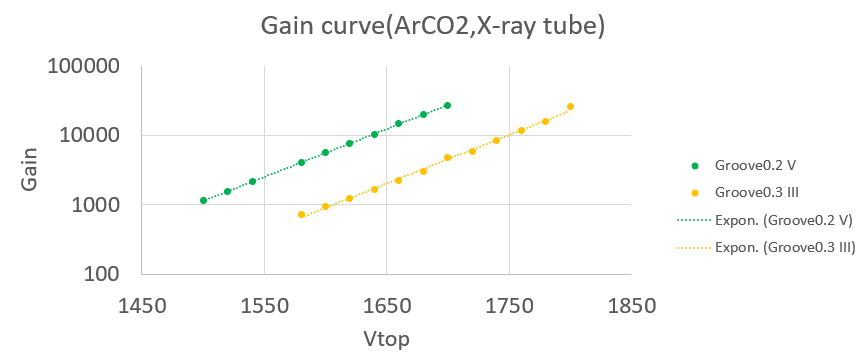 Gain curve(ArCO2,X-ray tube)
100000
10000
1000
100
Gain
1450 1550 1650 1750 1850
Vtop
Groove0.2 V
Groove0.3 III
Expon. (Groove0.2 V)
Expon. (Groove0.3 III)